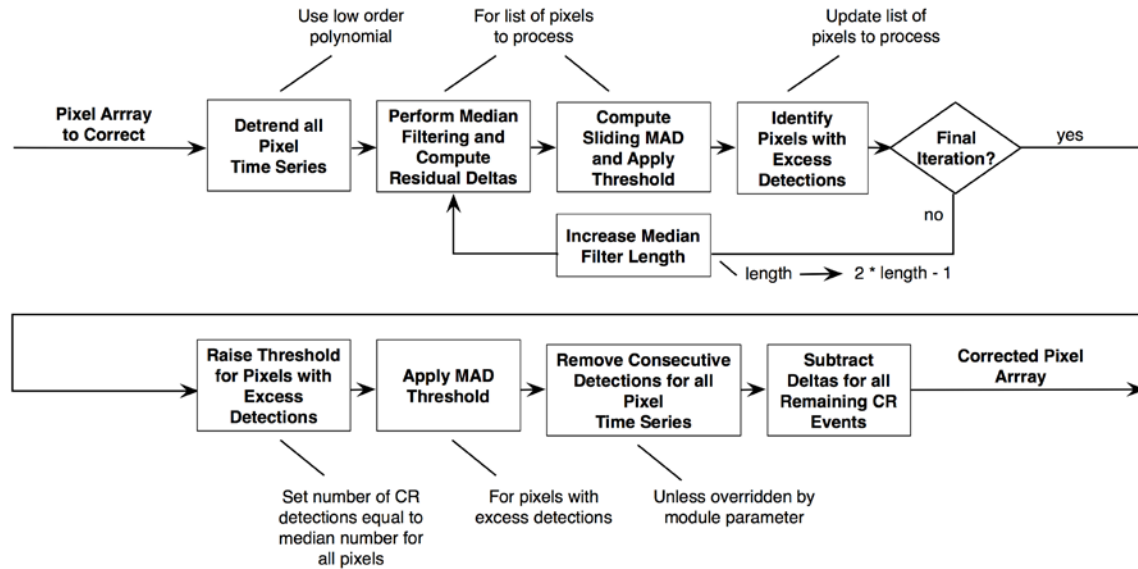 Use low order
polynomial
For list of pixels
to process
Update list of
pixels to process
Pixel Arrray
to Correct
Detrend all
Pixel
Time Series
Perform Median
Filtering and
Compute
Residual Deltas
Compute
Sliding MAD
and Apply
Threshold
Identify
Pixels with
Excess
Detections
Final
Iteration?
yes
no
Increase Median
Filter Length
length 2 * length - 1
Raise Threshold
for Pixels with
Excess
Detections
Apply MAD
Threshold
Remove Consecutive
Detections for all
Pixel
Time Series
Subtract
Deltas for all
Remaining CR
Events
Corrected Pixel
Arrray
Set number of CR
detections equal to
median number for
all pixels
For pixels with
excess detections
Unless overridden by
module parameter